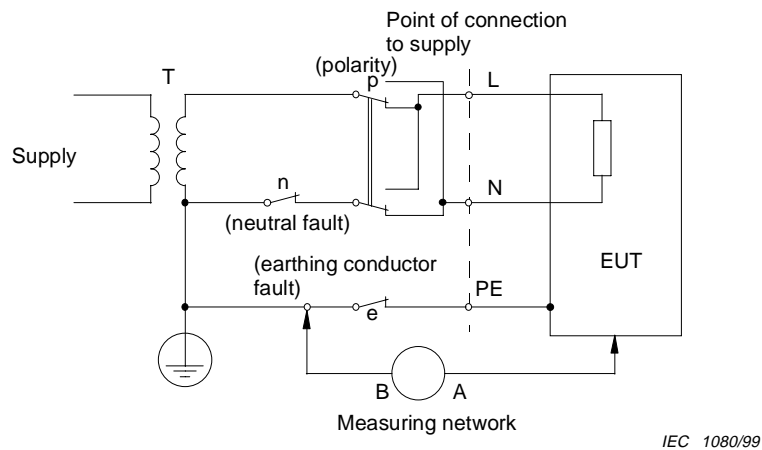 Point of connection
to supply
T
(polarity)
p
L
Supply
n
N
(neutral fault)
EUT
(earthing conductor
fault)
PE
e
B
A
Measuring network
IEC 1080/99